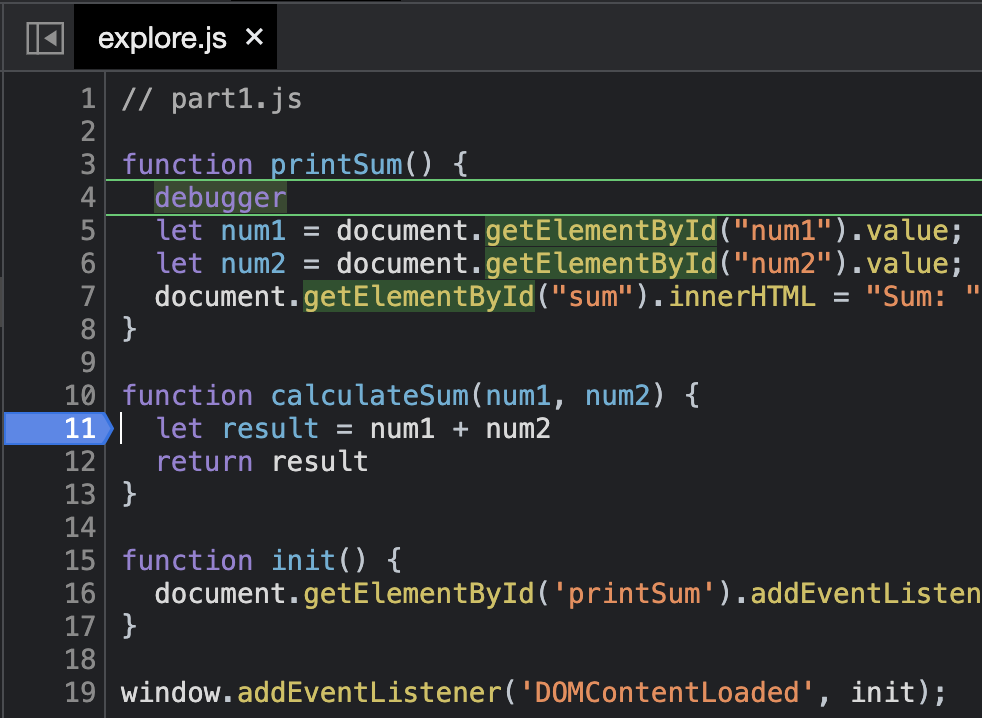 explore.js ×
1 // part1.js
2
3 function printSum() {
4 debugger
5 let num1 = document.getElementById("num1").value;
6 let num2 = document.getElementById("num2").value;
7 document.getElementById("sum").innerHTML = "Sum: "
8 }
9
10 function calculateSum(num1, num2) {
11 let result = num1 + num2
12 return result
13 }
14
15 function init() {
16 document.getElementById('printSum').addEventListen
17 }
18
19 window.addEventListener('DOMContentLoaded', init);